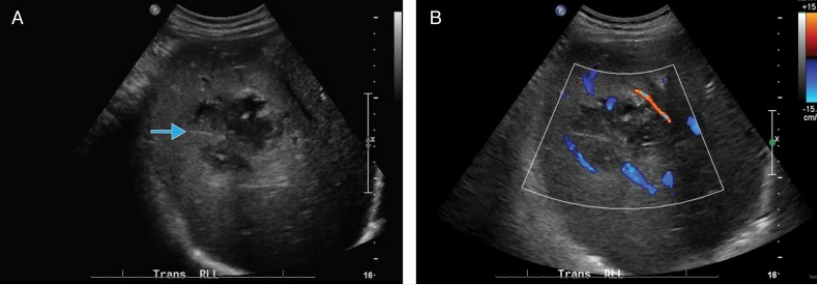 A
B
+15
x
x
-15
cm/
Trans RLL
16
Trans RLL
16